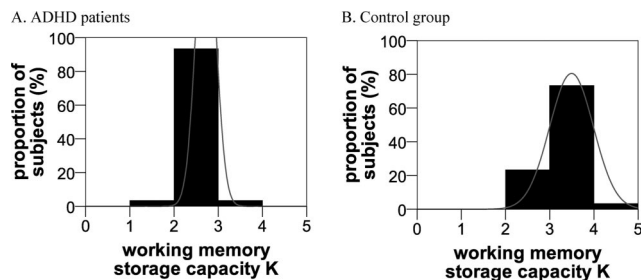 A. ADHD patients
100
80
60
40
20
0
proportion of
subjects (%)
0 1 2 3 4 5
working memory
storage capacity K
B. Control group
100
80
60
40
20
0
proportion of
subjects (%)
0 1 2 3 4 5
working memory
storage capacity K